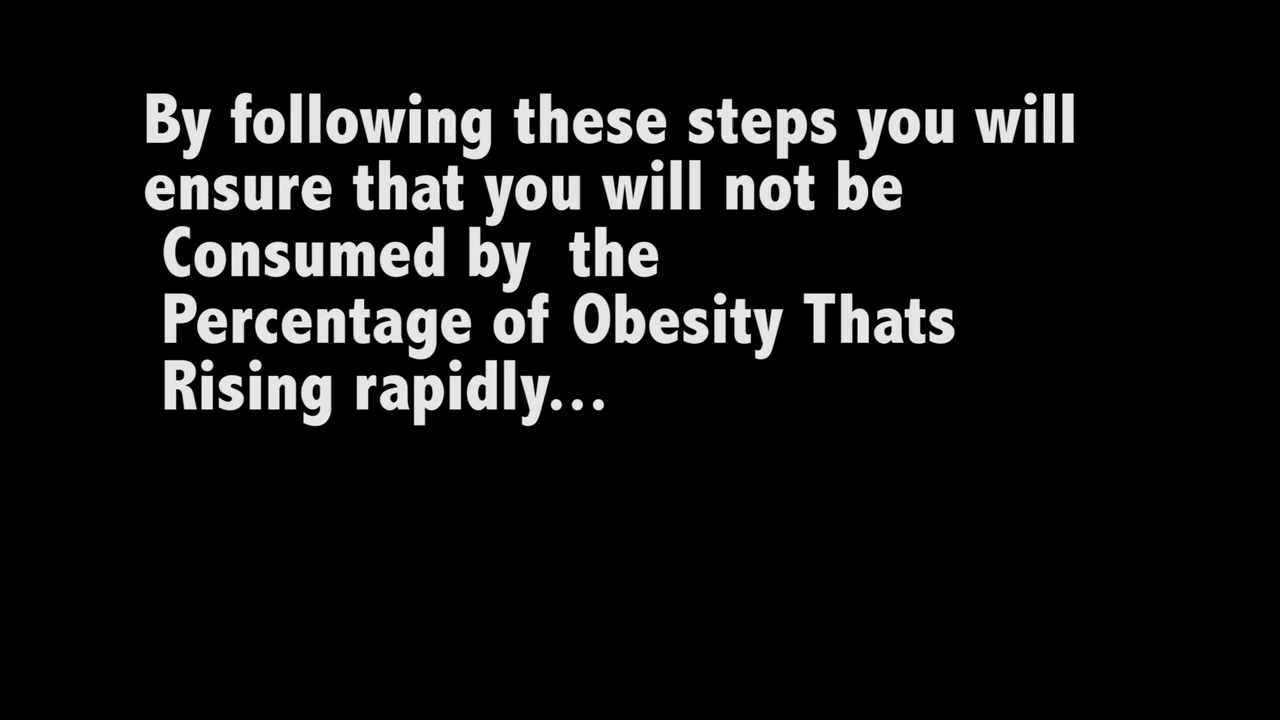 By following these steps you will
ensure that you will not be
Consumed by  the
Percentage of Obesity Thats
Rising rapidly...